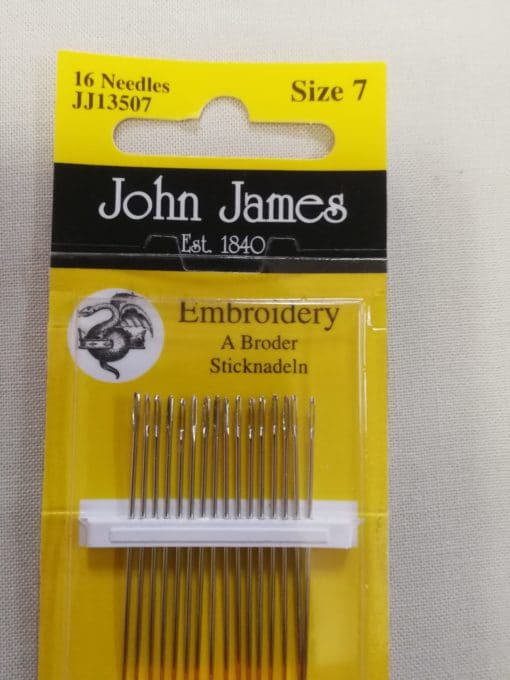 16 Needles
JJ13507
Size 7
John James
Est. 1840
Embroidery
A Broder
Sticknadeln